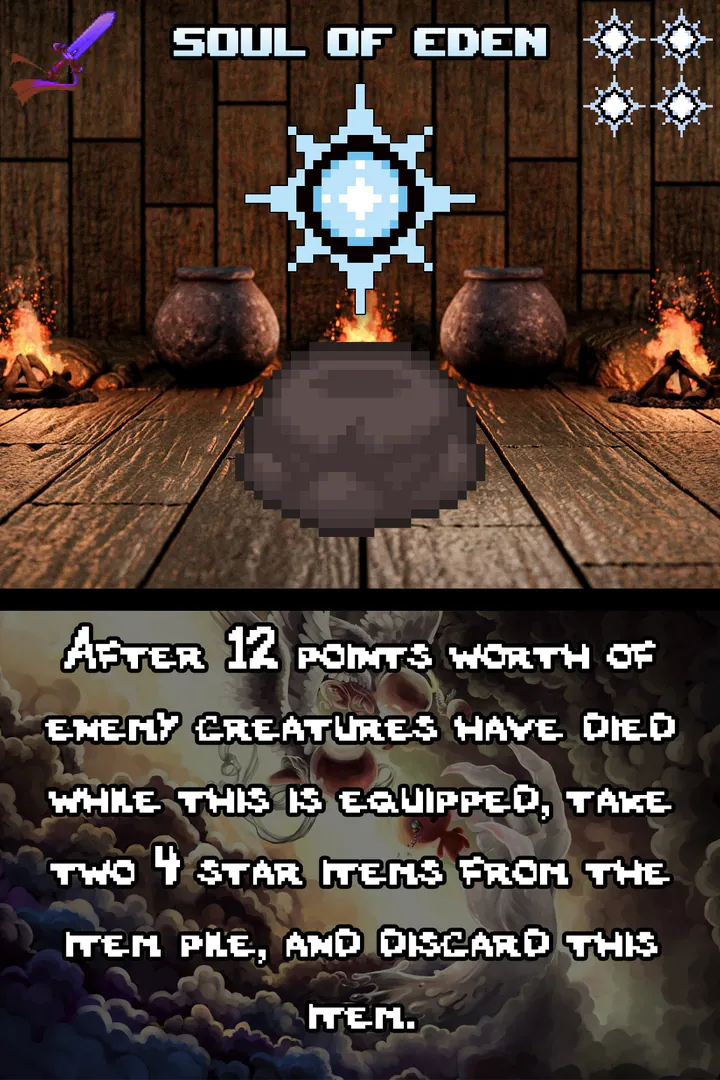 SOUL OF EDEN
AFTER 12 POINTS WORTH OF
ENEMY CREATURES HAVE DIED
WHILE THIS IS EQUIPPED, TAKE
TWO 4 STAR ITEMS FROM THE
ITEM PILE, AND DISCARD THIS
ITEM.